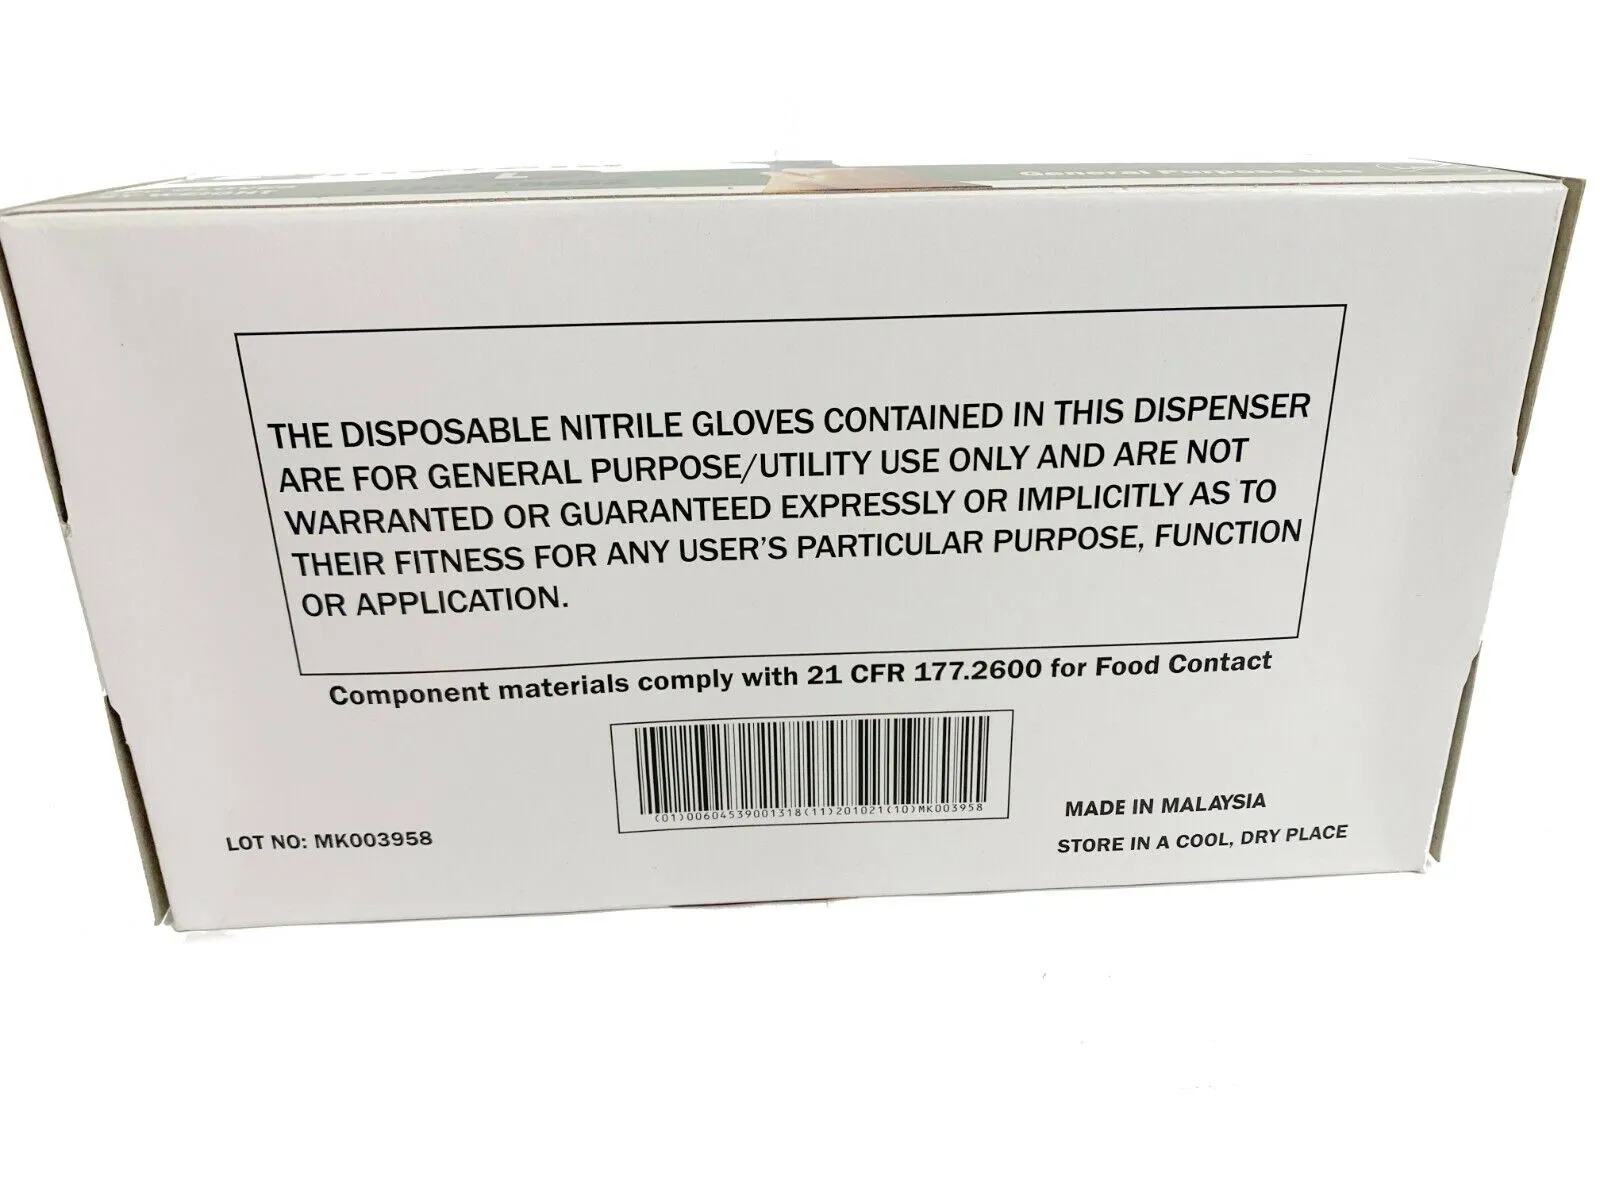 General Purpose Use
THE DISPOSABLE NITRILE GLOVES CONTAINED IN THIS DISPENSER
ARE FOR GENERAL PURPOSE/UTILITY USE ONLY AND ARE NOT
WARRANTED OR GUARANTEED EXPRESSLY OR IMPLICITLY AS TO
THEIR FITNESS FOR ANY USER'S PARTICULAR PURPOSE, FUNCTION
OR APPLICATION.
Component materials comply with 21 CFR 177.2600 for Food Contact
(01)00604539001318(11)201021(10)MK003958
LOT NO: MK003958
MADE IN MALAYSIA
STORE IN A COOL, DRY PLACE